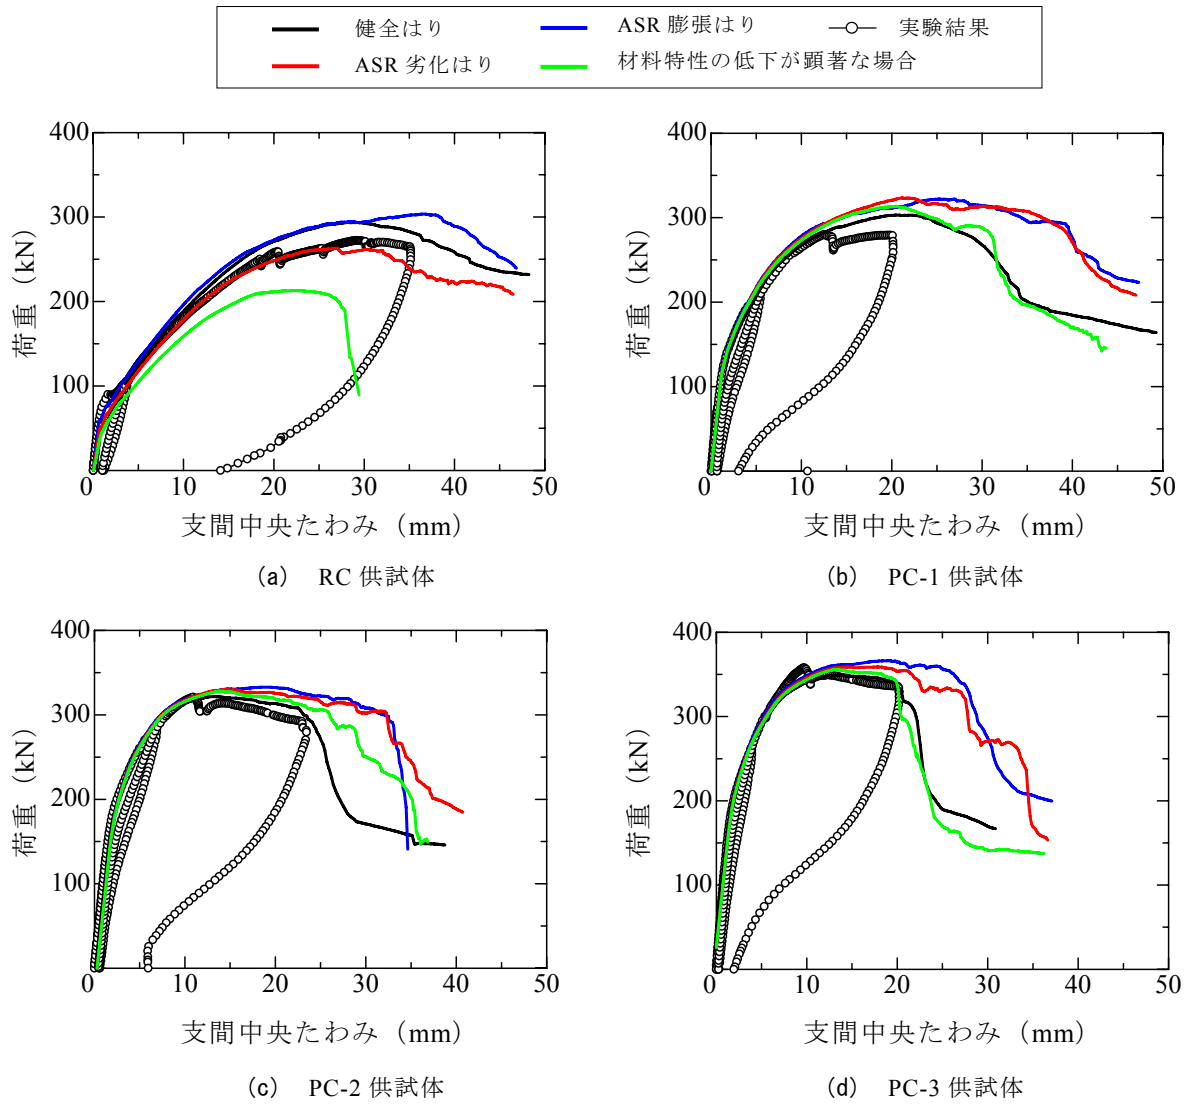 健全はり ASR 膨張はり 実験結果
ASR 劣化はり 材料特性の低下が顕著な場合
400
300
200
100
0 10 20 30 40 50
荷重（kN）
支間中央たわみ（mm）
(a) RC 供試体
400
300
200
100
0 10 20 30 40 50
荷重（kN）
支間中央たわみ（mm）
(b) PC-1 供試体
400
300
200
100
0 10 20 30 40 50
荷重（kN）
支間中央たわみ（mm）
(c) PC-2 供試体
400
300
200
100
0 10 20 30 40 50
荷重（kN）
支間中央たわみ（mm）
(d) PC-3 供試体